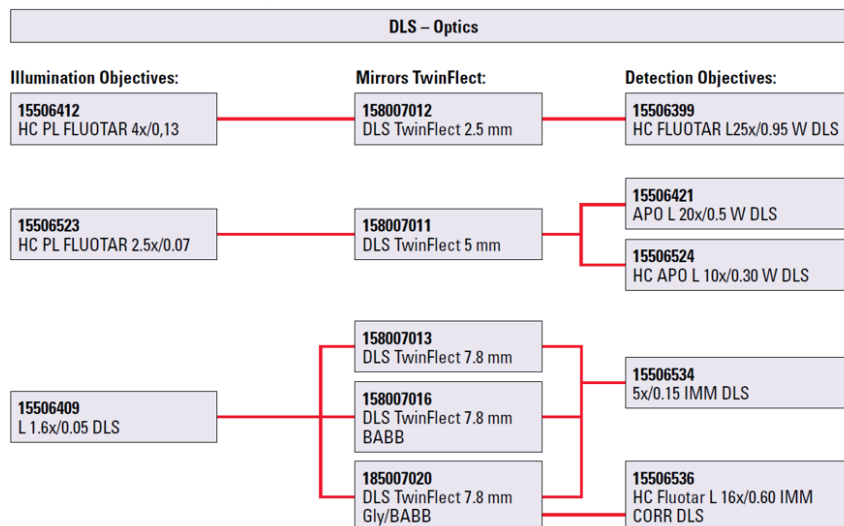 DLS – Optics
Illumination Objectives:
Mirrors TwinFlect:
Detection Objectives:
15506412
HC PL FLUOTAR 4x/0,13
158007012
DLS TwinFlect 2.5 mm
15506399
HC FLUOTAR L25x/0.95 W DLS
15506523
HC PL FLUOTAR 2.5x/0.07
158007011
DLS TwinFlect 5 mm
15506421
APO L 20x/0.5 W DLS
15506524
HC APO L 10x/0.30 W DLS
15506409
L 1.6x/0.05 DLS
158007013
DLS TwinFlect 7.8 mm
158007016
DLS TwinFlect 7.8 mm
BABB
185007020
DLS TwinFlect 7.8 mm
Gly/BABB
15506534
5x/0.15 IMM DLS
15506536
HC Fluotar L 16x/0.60 IMM
CORR DLS